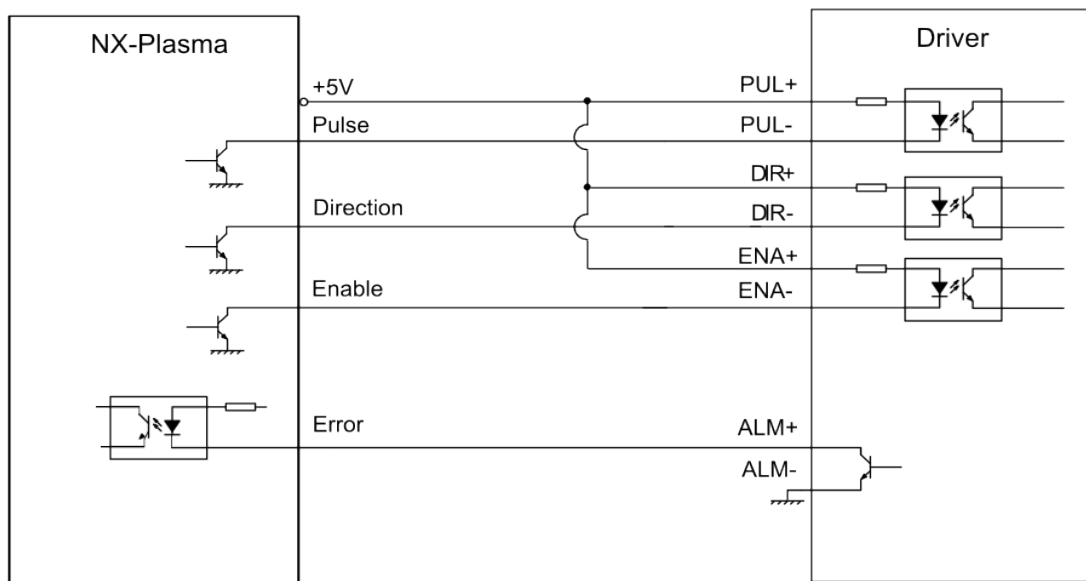 NX-Plasma
Driver
+5V
PUL+
Pulse
PUL-
DIR+
Direction
DIR-
ENA+
Enable
ENA-
Error
ALM+
ALM-